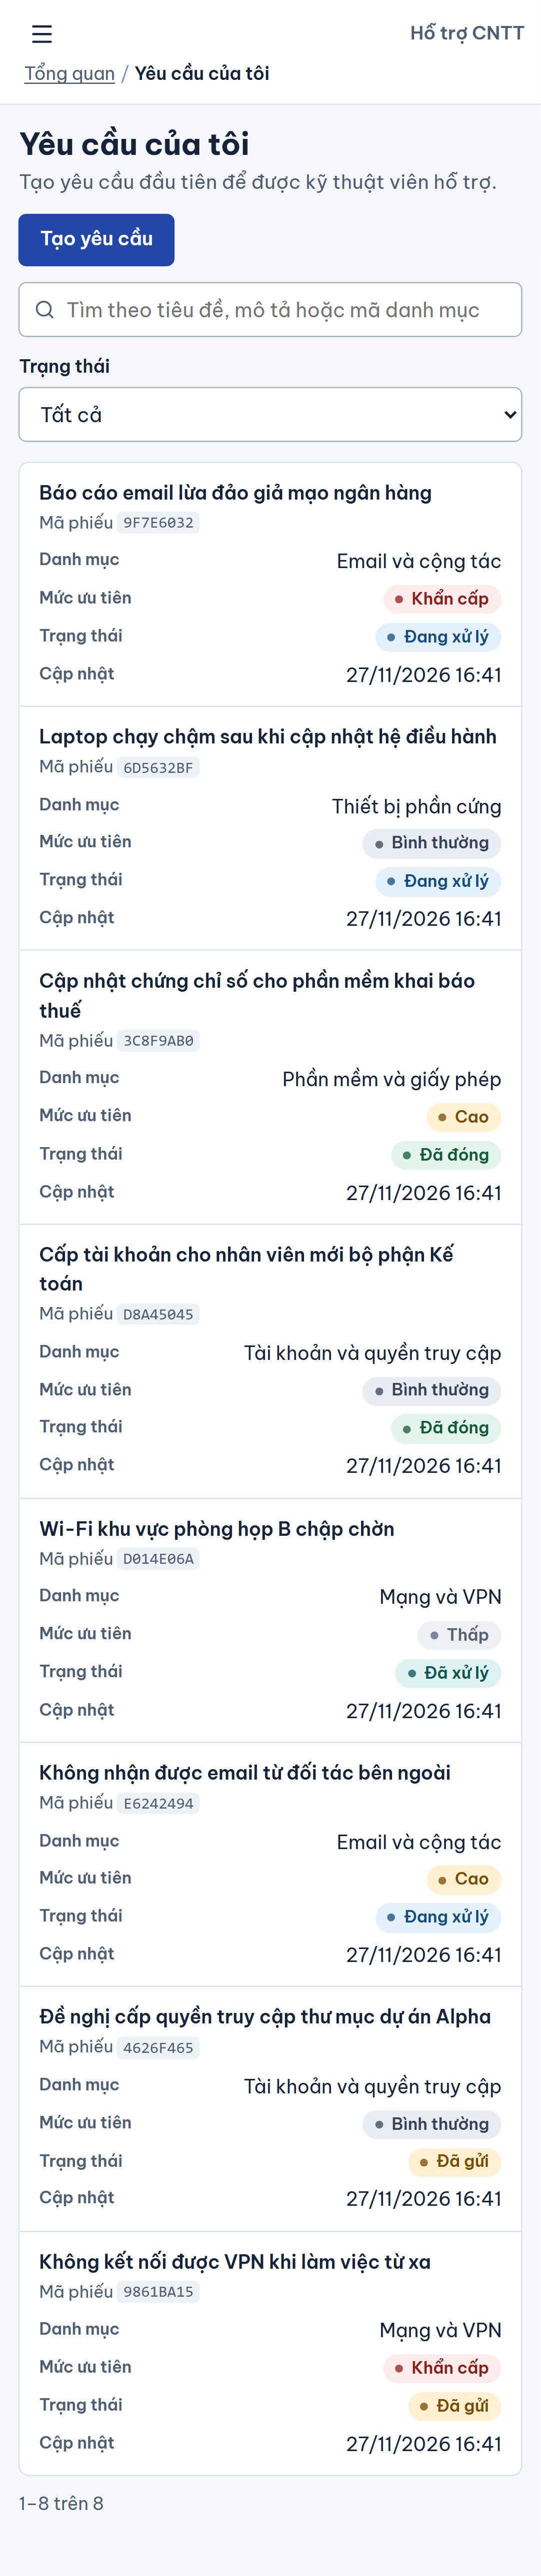 Hỗ trợ CNTT
Tổng quan / Yêu cầu của tôi
Yêu cầu của tôi
Tạo yêu cầu đầu tiên để được kỹ thuật viên hỗ trợ.
Tạo yêu cầu
Tìm theo tiêu đề, mô tả hoặc mã danh mục
Trạng thái
Tất cả
Báo cáo email lừa đảo giả mạo ngân hàng
Mã phiếu 9F7E6032
Danh mục Email và cộng tác
Mức ưu tiên Khẩn cấp
Trạng thái Đang xử lý
Cập nhật 27/11/2026 16:41
Laptop chạy chậm sau khi cập nhật hệ điều hành
Mã phiếu 6D5632BF
Danh mục Thiết bị phần cứng
Mức ưu tiên Bình thường
Trạng thái Đang xử lý
Cập nhật 27/11/2026 16:41
Cập nhật chứng chỉ số cho phần mềm khai báo
thuế
Mã phiếu 3C8F9AB0
Danh mục Phần mềm và giấy phép
Mức ưu tiên Cao
Trạng thái Đã đóng
Cập nhật 27/11/2026 16:41
Cấp tài khoản cho nhân viên mới bộ phận Kế
toán
Mã phiếu D8A45045
Danh mục Tài khoản và quyền truy cập
Mức ưu tiên Bình thường
Trạng thái Đã đóng
Cập nhật 27/11/2026 16:41
Wi-Fi khu vực phòng họp B chập chờn
Mã phiếu D014E06A
Danh mục Mạng và VPN
Mức ưu tiên Thấp
Trạng thái Đã xử lý
Cập nhật 27/11/2026 16:41
Không nhận được email từ đối tác bên ngoài
Mã phiếu E6242494
Danh mục Email và cộng tác
Mức ưu tiên Cao
Trạng thái Đang xử lý
Cập nhật 27/11/2026 16:41
Đề nghị cấp quyền truy cập thư mục dự án Alpha
Mã phiếu 4626F465
Danh mục Tài khoản và quyền truy cập
Mức ưu tiên Bình thường
Trạng thái Đã gửi
Cập nhật 27/11/2026 16:41
Không kết nối được VPN khi làm việc từ xa
Mã phiếu 9861BA15
Danh mục Mạng và VPN
Mức ưu tiên Khẩn cấp
Trạng thái Đã gửi
Cập nhật 27/11/2026 16:41
1–8 trên 8